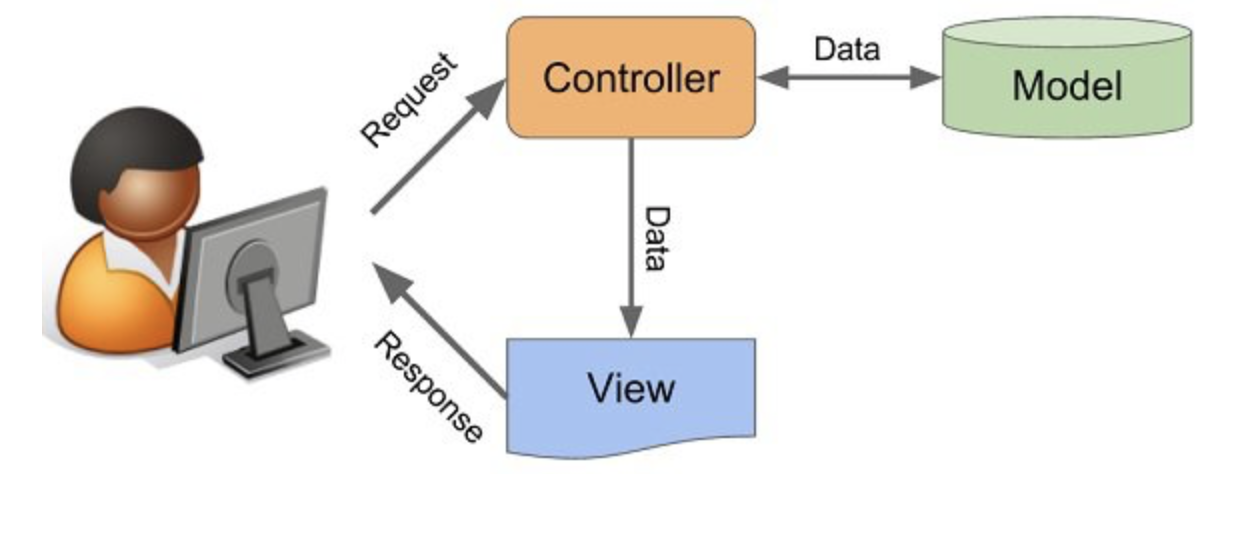 Request
Controller
Data
Model
Data
Response
View